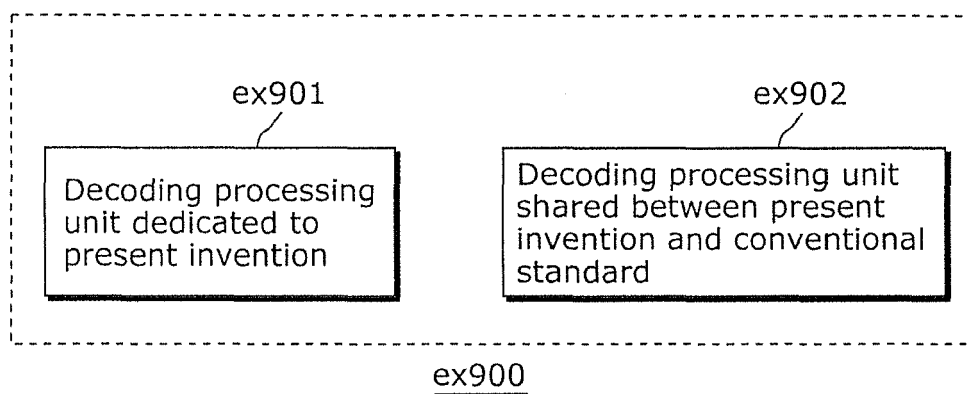 ex901
ex902
Decoding processing
unit dedicated to
present invention
Decoding processing unit
shared between present
invention and conventional
standard
ex900